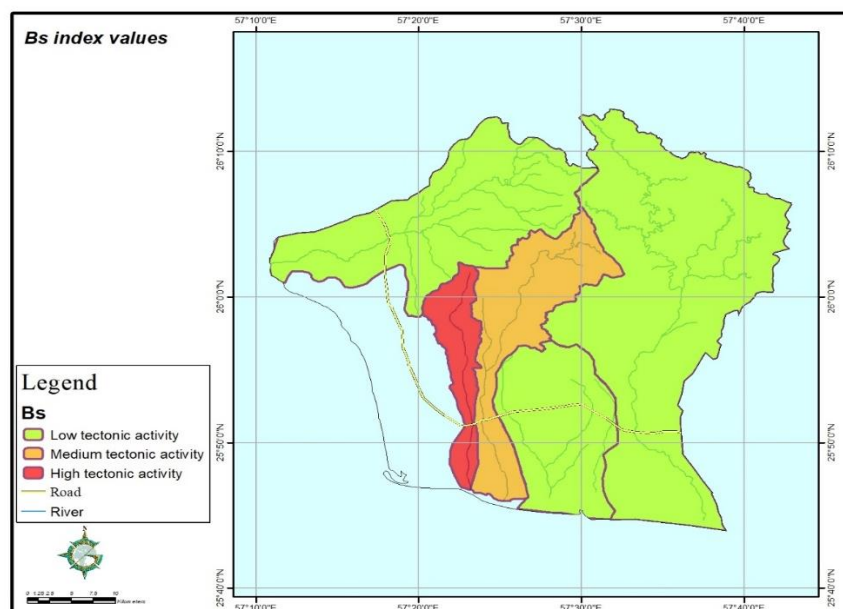 Bs index values
57°10'0"E 57°20'0"E 57°30'0"E 57°40'0"E
26°10'0"N 26°10'0"N
26°0'0"N 26°0'0"N
25°50'0"N 25°50'0"N
25°40'0"N 25°40'0"N
Legend
Bs
Low tectonic activity
Medium tectonic activity
High tectonic activity
Road
River
57°10'0"E 57°20'0"E 57°30'0"E 57°40'0"E